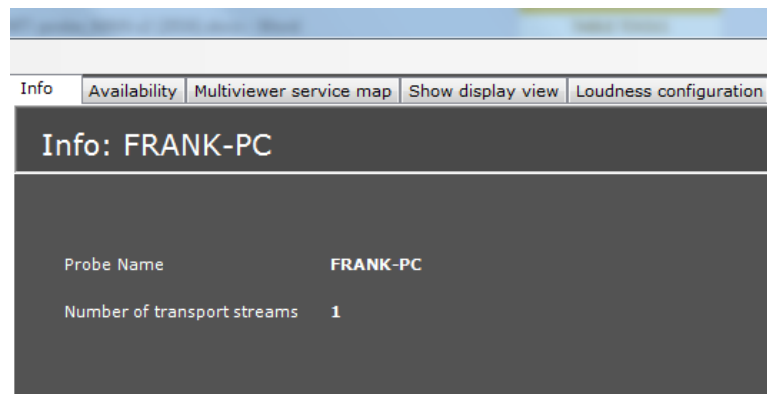 Info Availability Multiviewer service map Show display view Loudness configuration
Info: FRANK-PC
Probe Name FRANK-PC
Number of transport streams 1